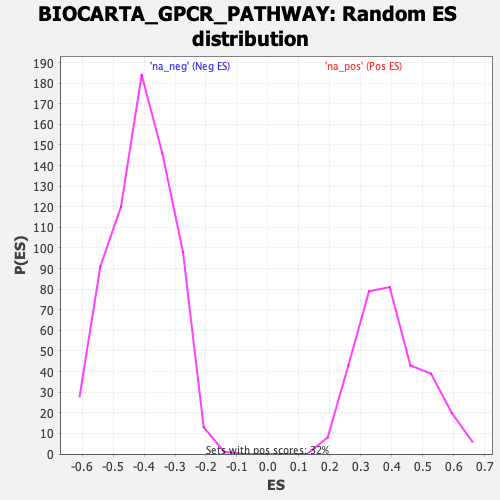 BIOCARTA_GPCR_PATHWAY: Random ES
distribution
'na_neg' (Neg ES)
'na_pos' (Pos ES)
P(ES)
190
180
170
160
150
140
130
120
110
100
90
80
70
60
50
40
30
20
10
0
Sets with pos scores: 32%
-0.6 -0.5 -0.4 -0.3 -0.2 -0.1 0.0 0.1 0.2 0.3 0.4 0.5 0.6 0.7
ES